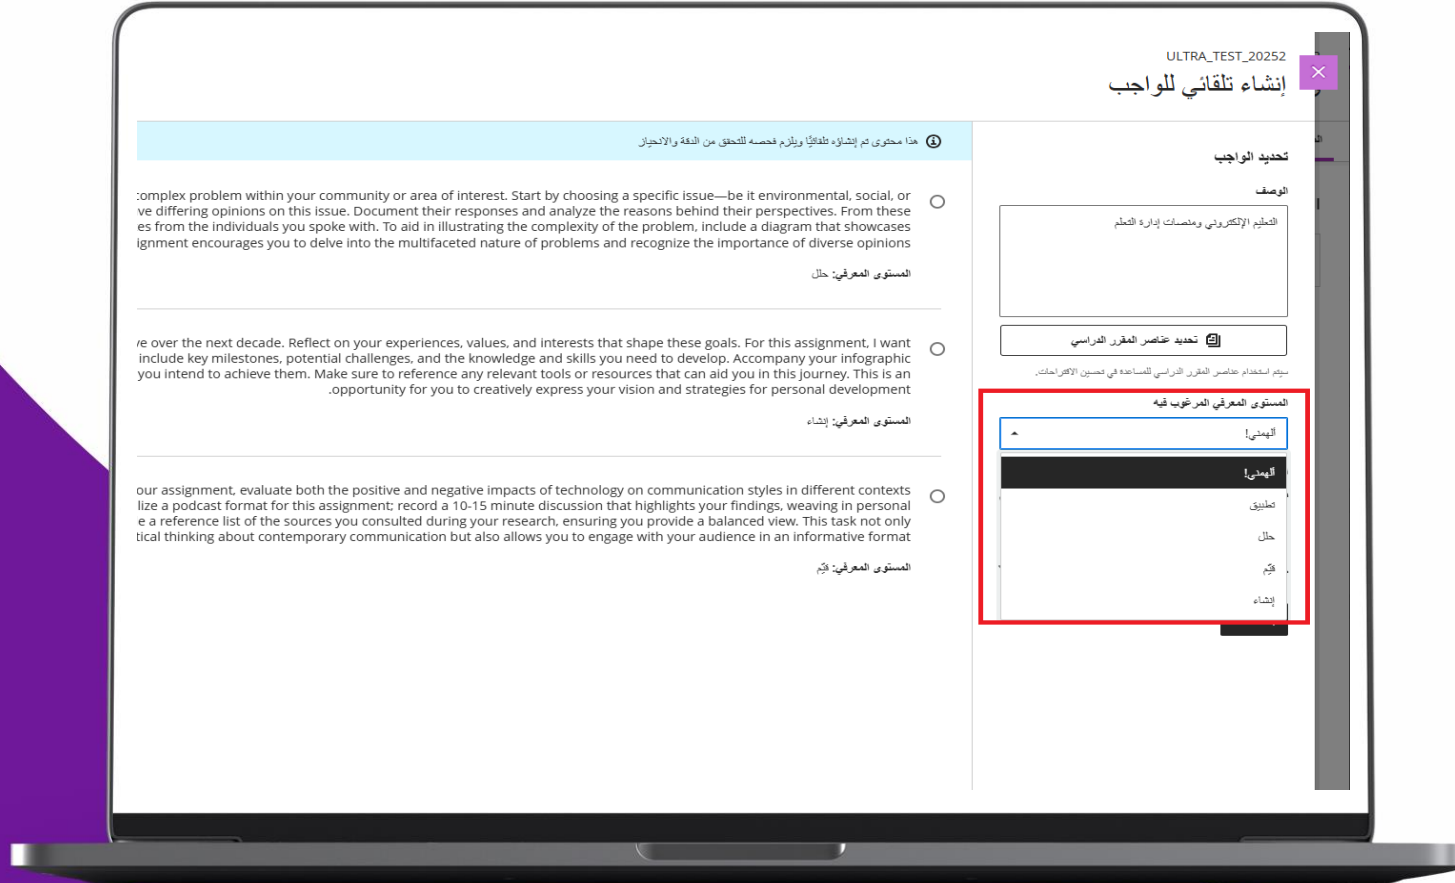 ULTRA_TEST_20252
إنشاء تلقائي للواجب
تحديد الواجب
الوصف
التعليم الإلكتروني ومنصات إدارة التعلم
تحديد عناصر المقرر الدراسي
سيتم استخدام عناصر المقرر الدراسي للمساعدة في تحسين الاقتراحات.
المستوى المعرفي المرغوب فيه
ألهمني!
ألهمني!
تطبيق
حلل
قيّم
إنشاء
هذا محتوى تم إنشاؤه تلقائيًا ويلزم فحصه للتحقق من الدقة والانحياز
complex problem within your community or area of interest. Start by choosing a specific issue—be it environmental, social, or
ve differing opinions on this issue. Document their responses and analyze the reasons behind their perspectives. From these
es from the individuals you spoke with. To aid in illustrating the complexity of the problem, include a diagram that showcases
ignment encourages you to delve into the multifaceted nature of problems and recognize the importance of diverse opinions
المستوى المعرفي: حلل
ve over the next decade. Reflect on your experiences, values, and interests that shape these goals. For this assignment, I want
include key milestones, potential challenges, and the knowledge and skills you need to develop. Accompany your infographic
you intend to achieve them. Make sure to reference any relevant tools or resources that can aid you in this journey. This is an
.opportunity for you to creatively express your vision and strategies for personal development
المستوى المعرفي: إنشاء
our assignment, evaluate both the positive and negative impacts of technology on communication styles in different contexts
lize a podcast format for this assignment; record a 10-15 minute discussion that highlights your findings, weaving in personal
e a reference list of the sources you consulted during your research, ensuring you provide a balanced view. This task not only
tical thinking about contemporary communication but also allows you to engage with your audience in an informative format
المستوى المعرفي: قيّم